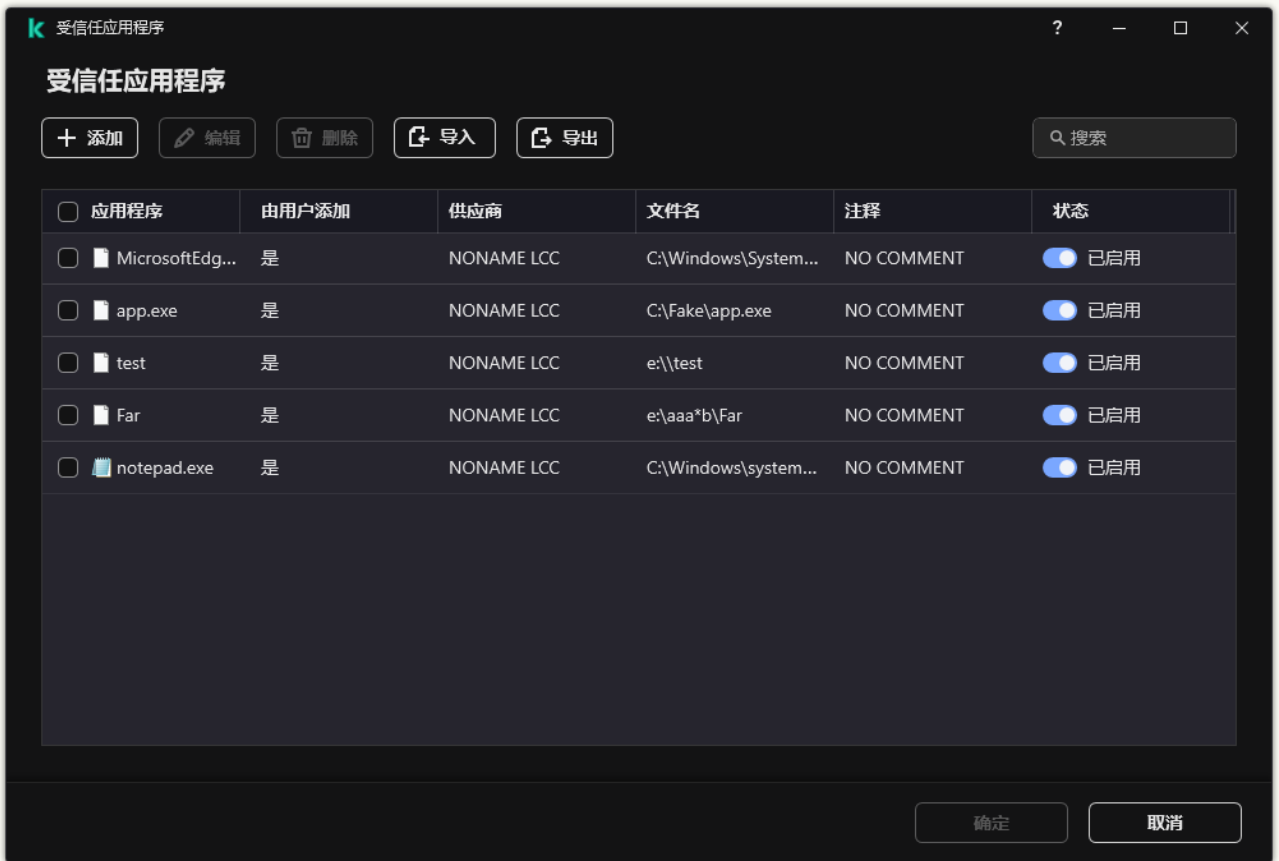 受信任应用程序 ?
受信任应用程序
添加 编辑 删除 导入 导出 搜索
应用程序 由用户添加 供应商 文件名 注释 状态
MicrosoftEdg... 是 NONAME LCC C:\Windows\System... NO COMMENT 已启用
app.exe 是 NONAME LCC C:\Fake\app.exe NO COMMENT 已启用
test 是 NONAME LCC e:\\test NO COMMENT 已启用
Far 是 NONAME LCC e:\aaa*b\Far NO COMMENT 已启用
notepad.exe 是 NONAME LCC C:\Windows\system... NO COMMENT 已启用
确定 取消